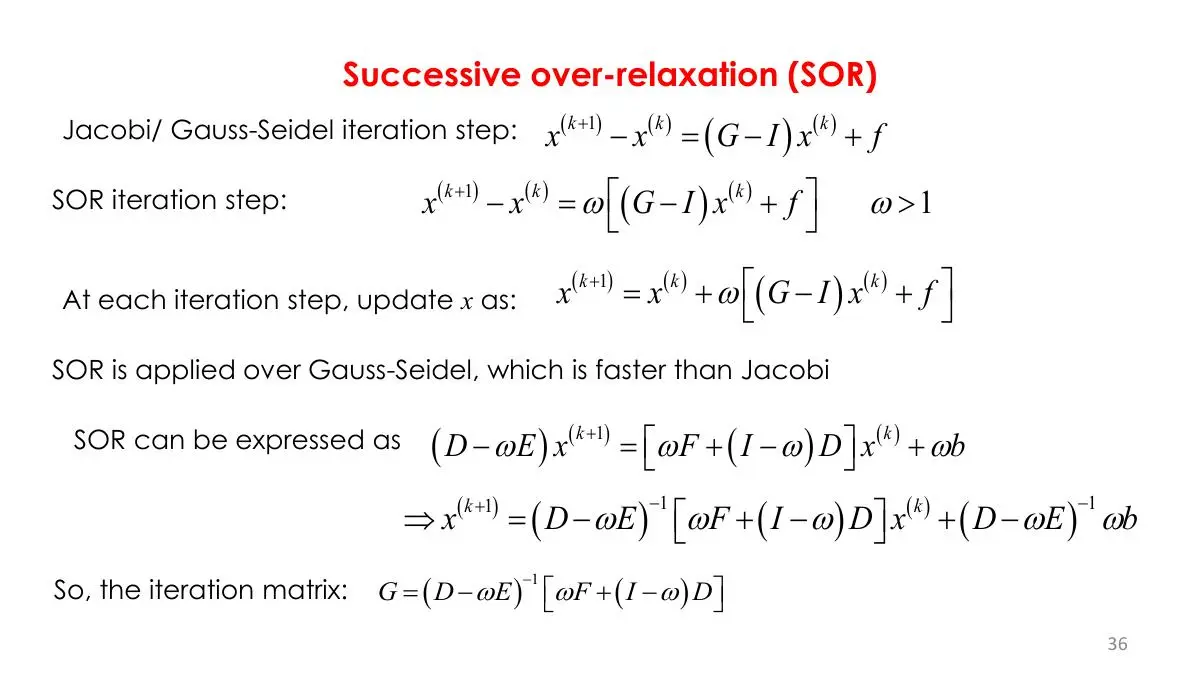 Successive over-relaxation (SOR)
Jacobi/ Gauss-Seidel iteration step: x^(k+1) − x^(k) = (G − I) x^(k) + f
SOR iteration step: x^(k+1) − x^(k) = ω[(G − I) x^(k) + f] ω > 1
At each iteration step, update x as: x^(k+1) = x^(k) + ω[(G − I) x^(k) + f]
SOR is applied over Gauss-Seidel, which is faster than Jacobi
SOR can be expressed as (D − ωE) x^(k+1) = [ωF + (I − ω) D] x^(k) + ωb
⇒ x^(k+1) = (D − ωE)^−1 [ωF + (I − ω) D] x^(k) + (D − ωE)^−1 ωb
So, the iteration matrix: G = (D − ωE)^−1 [ωF + (I − ω) D]
36